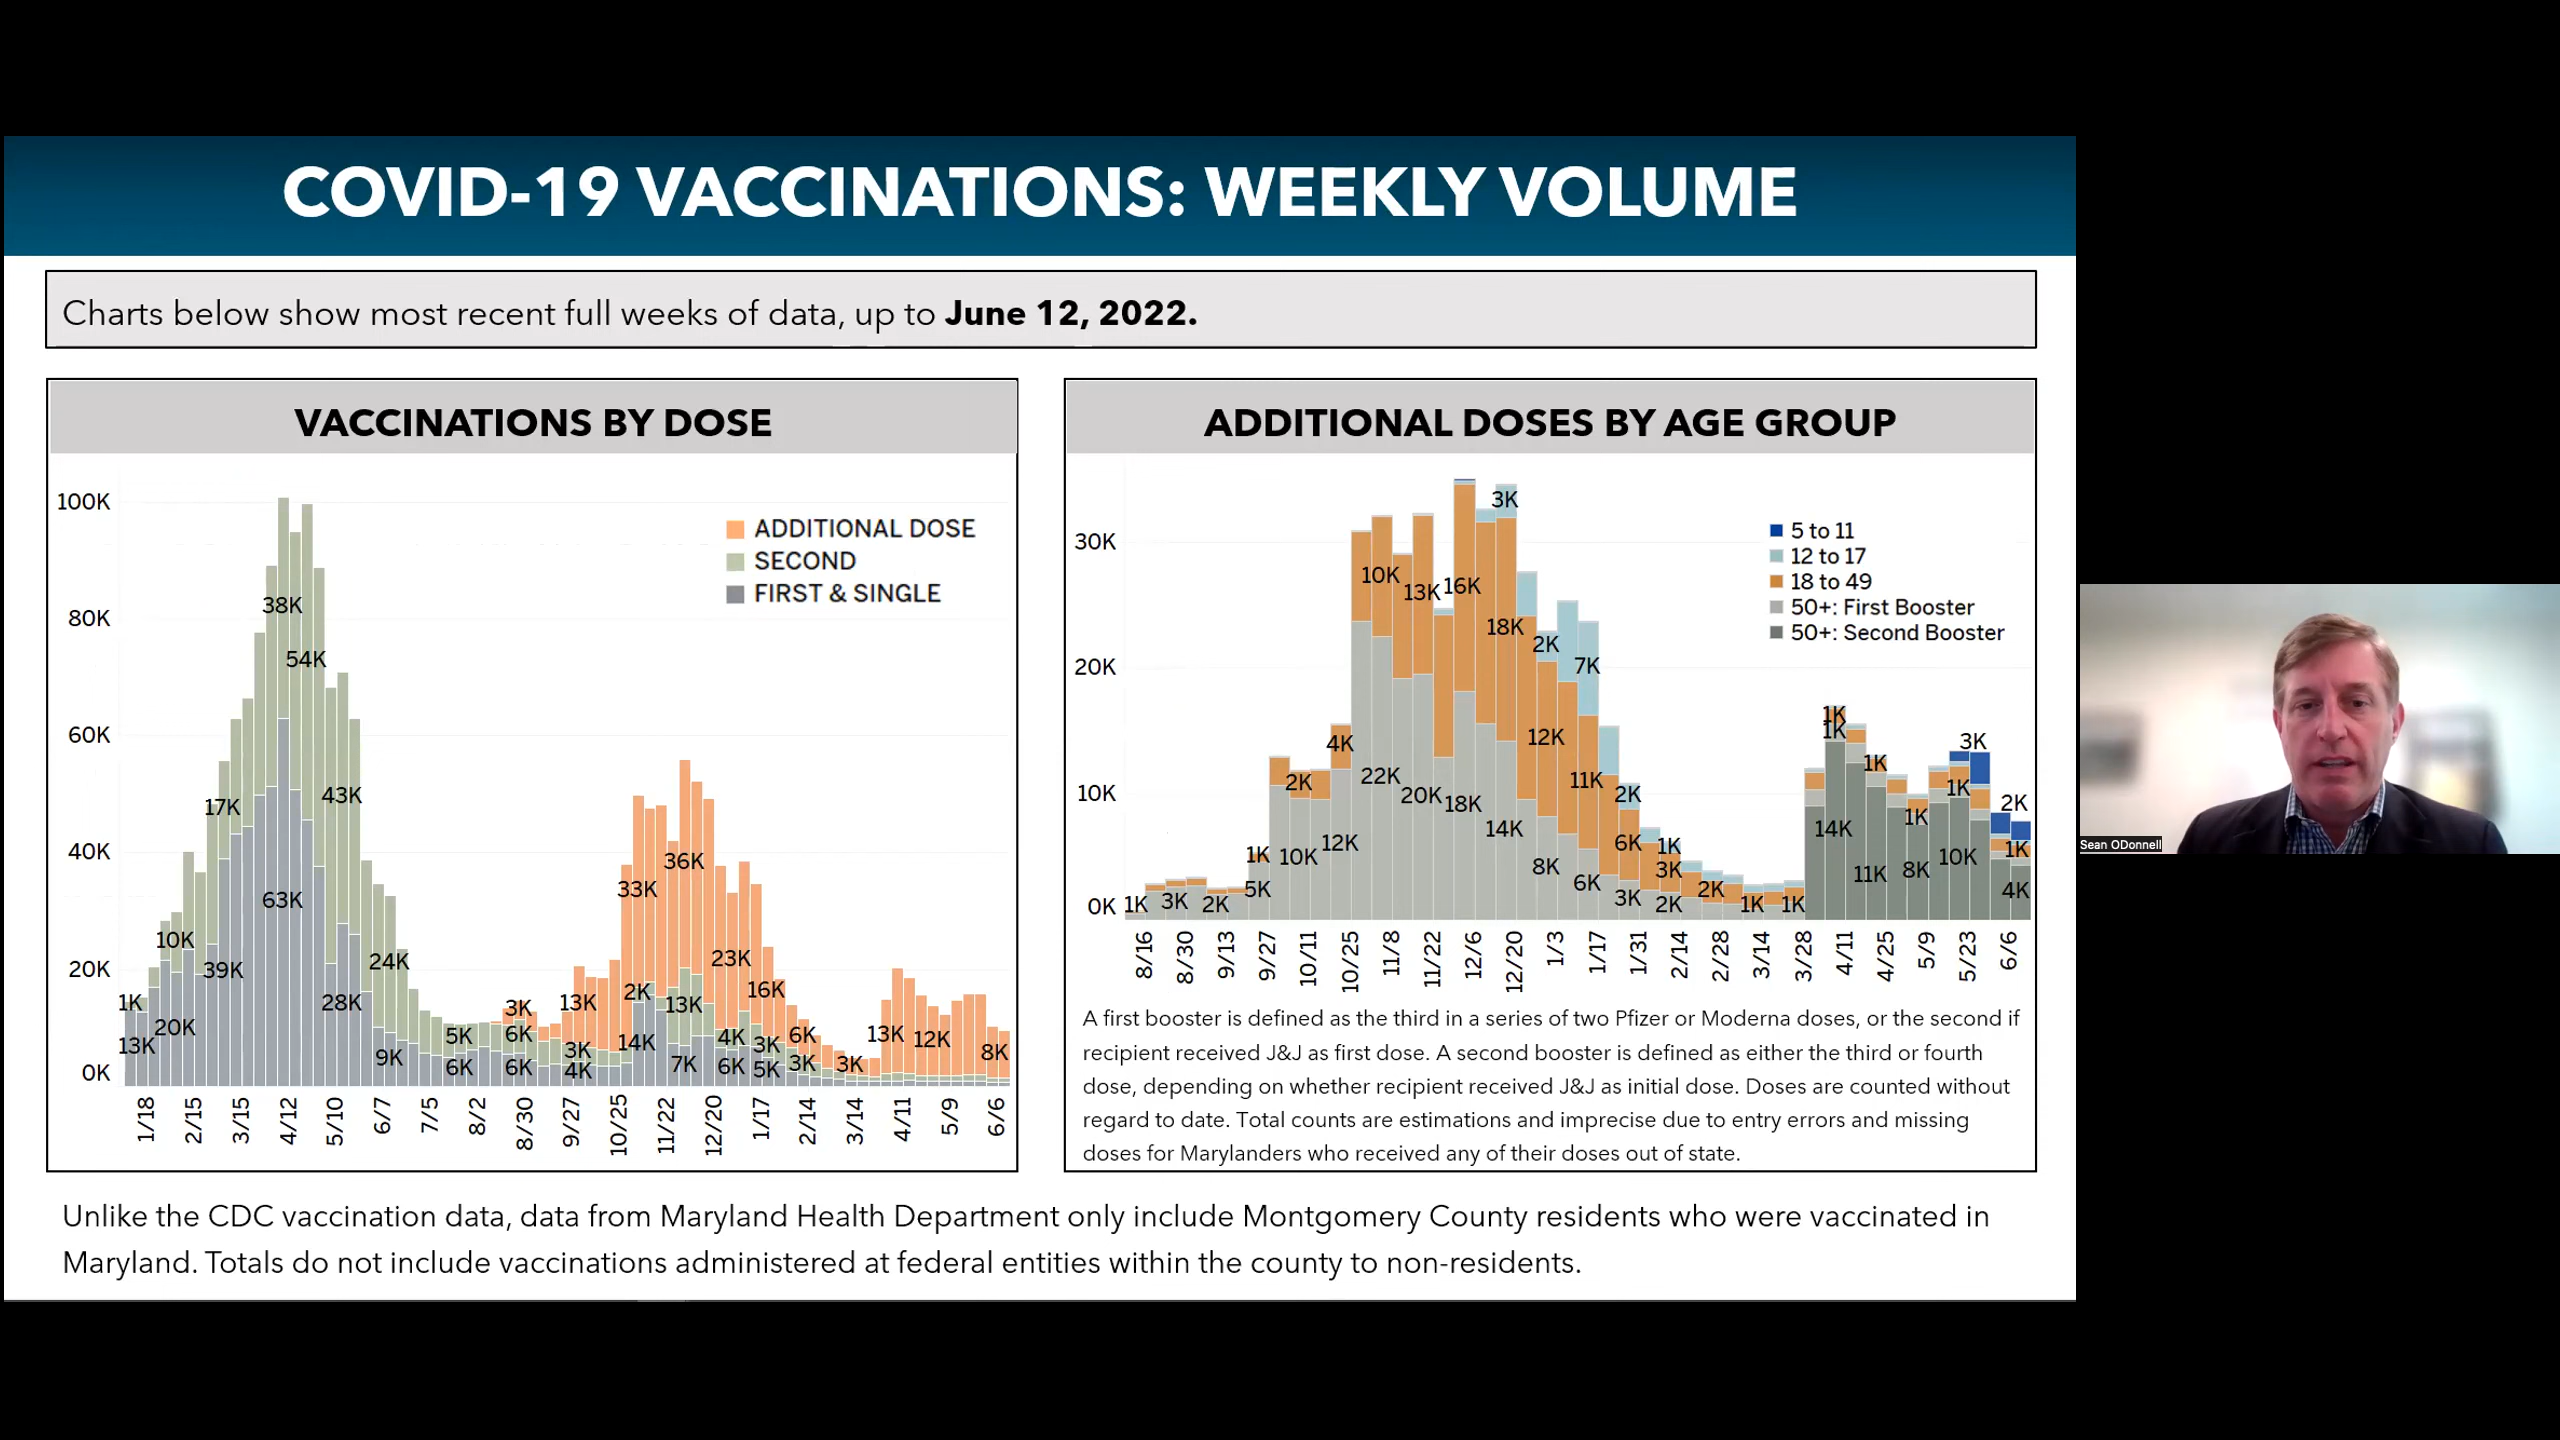 COVID-19 VACCINATIONS: WEEKLY VOLUME
Charts below show most recent full weeks of data, up to June 12, 2022.
VACCINATIONS BY DOSE
100K
80K
60K
40K
20K
0K
ADDITIONAL DOSE
SECOND
FIRST & SINGLE
38K
54K
17K
43K
63K
10K
39K
24K
1K
20K
13K
28K
9K
5K
6K
3K
6K
6K
13K
3K
4K
33K
2K
14K
36K
13K
7K
23K
4K
6K
16K
3K
5K
6K
3K
3K
13K
12K
8K
1/18
2/15
3/15
4/12
5/10
6/7
7/5
8/2
8/30
9/27
10/25
11/22
12/20
1/17
2/14
3/14
4/11
5/9
6/6
ADDITIONAL DOSES BY AGE GROUP
30K
20K
10K
0K
5 to 11
12 to 17
18 to 49
50+: First Booster
50+: Second Booster
1K
3K
2K
1K
5K
2K
10K
4K
12K
10K
22K
13K
20K
16K
18K
3K
18K
14K
2K
12K
8K
7K
11K
6K
2K
6K
3K
1K
3K
2K
2K
1K
1K
1K
1K
14K
1K
11K
1K
8K
3K
1K
10K
2K
1K
4K
8/16
8/30
9/13
9/27
10/11
10/25
11/8
11/22
12/6
12/20
1/3
1/17
1/31
2/14
2/28
3/14
3/28
4/11
4/25
5/9
5/23
6/6
A first booster is defined as the third in a series of two Pfizer or Moderna doses, or the second if
recipient received J&J as first dose. A second booster is defined as either the third or fourth
dose, depending on whether recipient received J&J as initial dose. Doses are counted without
regard to date. Total counts are estimations and imprecise due to entry errors and missing
doses for Marylanders who received any of their doses out of state.
Unlike the CDC vaccination data, data from Maryland Health Department only include Montgomery County residents who were vaccinated in
Maryland. Totals do not include vaccinations administered at federal entities within the county to non-residents.
Sean ODonnell